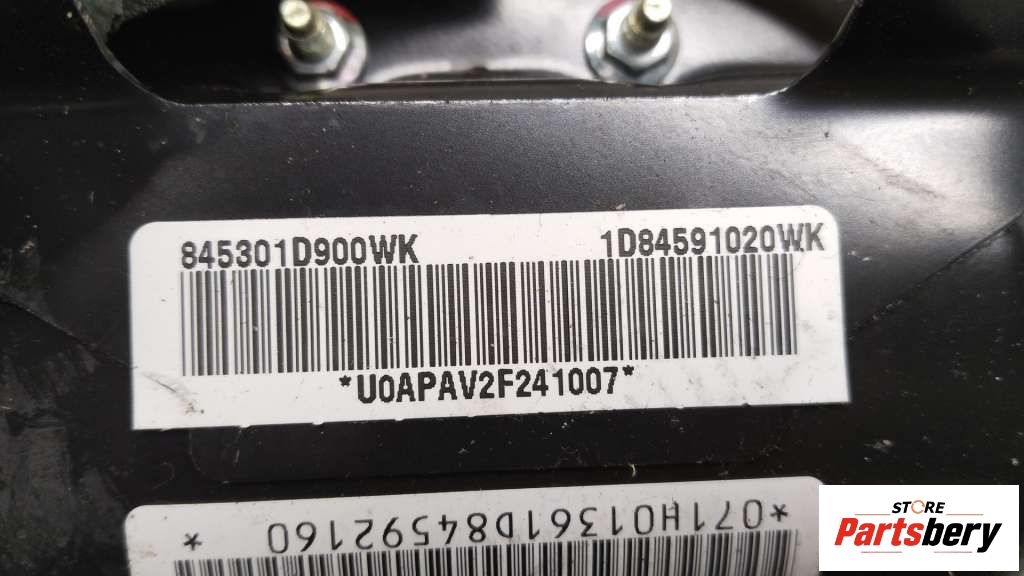 845301D900WK 1D84591020WK
*U0APAV2F241007*
*071H01361D84592160*
STORE
Partsbery